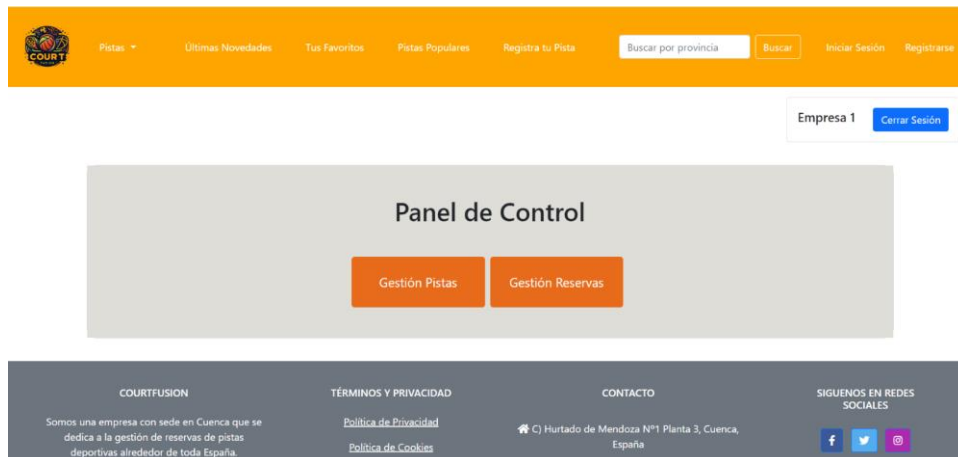 COURT
Pistas
Últimas Novedades
Tus Favoritos
Pistas Populares
Registra tu Pista
Buscar por provincia
Buscar
Iniciar Sesión
Registrarse
Empresa 1
Cerrar Sesión
Panel de Control
Gestión Pistas
Gestión Reservas
COURTFUSION
Somos una empresa con sede en Cuenca que se
dedica a la gestión de reservas de pistas
deportivas alrededor de toda España.
TÉRMINOS Y PRIVACIDAD
Política de Privacidad
Política de Cookies
CONTACTO
C) Hurtado de Mendoza Nº1 Planta 3, Cuenca,
España
SIGUENOS EN REDES
SOCIALES